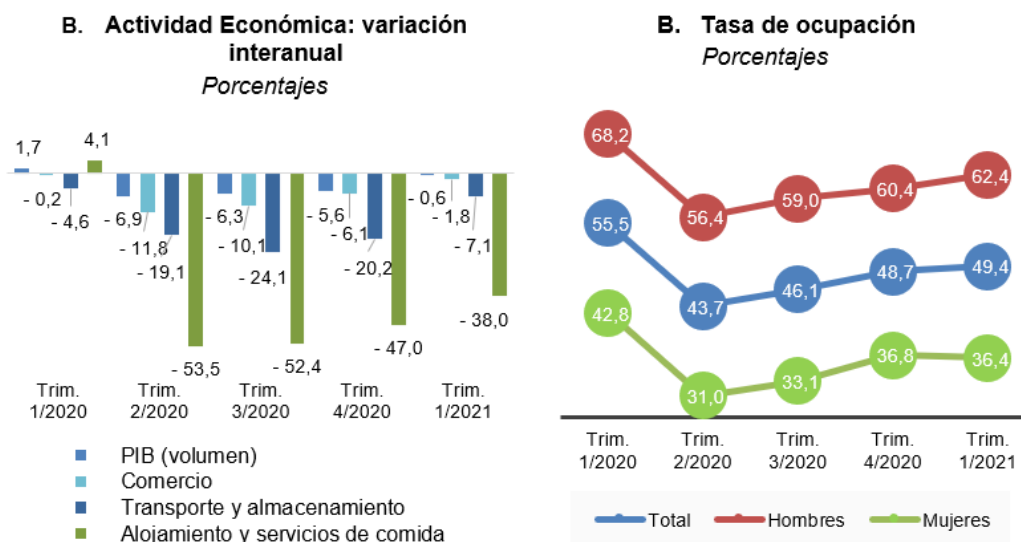 B. Actividad Económica: variación
interanual
Porcentajes
1,7
4,1
- 0,2
- 4,6
- 6,9
- 11,8
- 19,1
- 53,5
- 6,3
- 10,1
- 24,1
- 52,4
- 5,6
- 6,1
- 20,2
- 47,0
- 0,6
- 1,8
- 7,1
- 38,0
Trim. Trim. Trim. Trim. Trim.
1/2020 2/2020 3/2020 4/2020 1/2021
PIB (volumen)
Comercio
Transporte y almacenamiento
Alojamiento y servicios de comida
B. Tasa de ocupación
Porcentajes
68,2 56,4 59,0 60,4 62,4
55,5 43,7 46,1 48,7 49,4
42,8 31,0 33,1 36,8 36,4
Trim. Trim. Trim. Trim. Trim.
1/2020 2/2020 3/2020 4/2020 1/2021
Total Hombres Mujeres